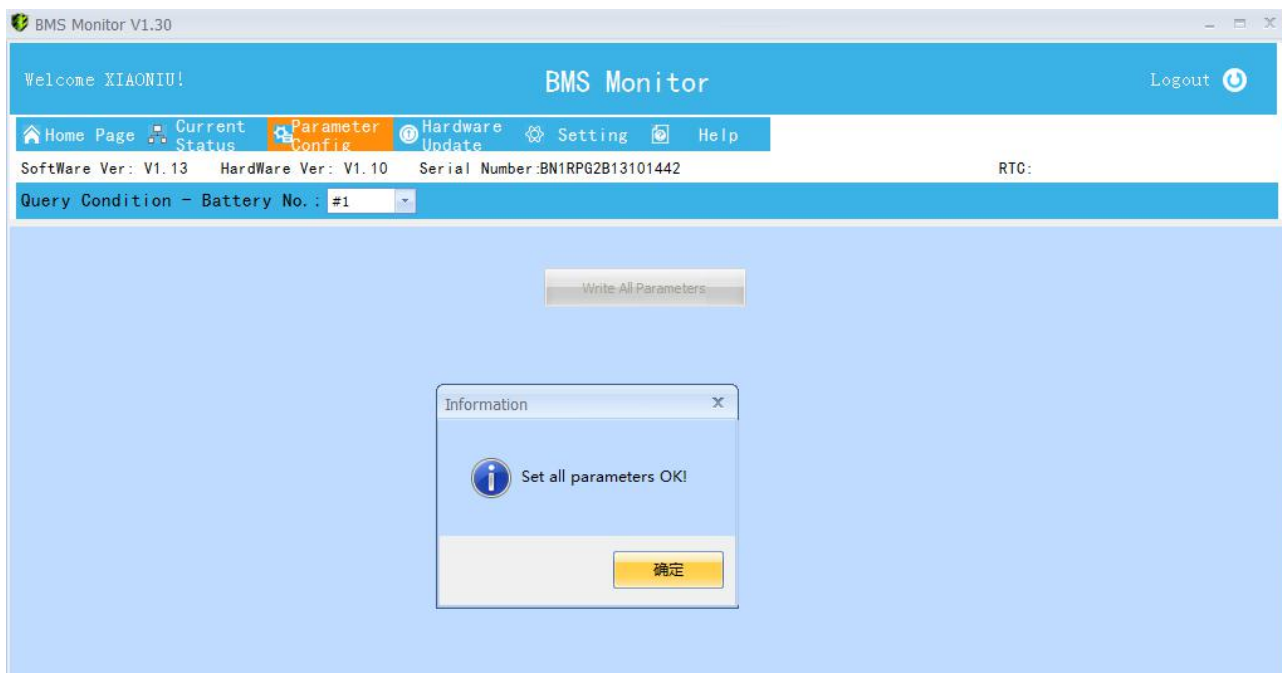 BMS Monitor V1.30
Welcome XIAONIU!
BMS Monitor
Logout
Home Page
Current
Status
Parameter
Config
Hardware
Update
Setting
Help
SoftWare Ver: V1.13 HardWare Ver: V1.10 Serial Number:BN1RPG2B13101442 RTC:
Query Condition - Battery No.: #1
Write All Parameters
Information
Set all parameters OK!
确定